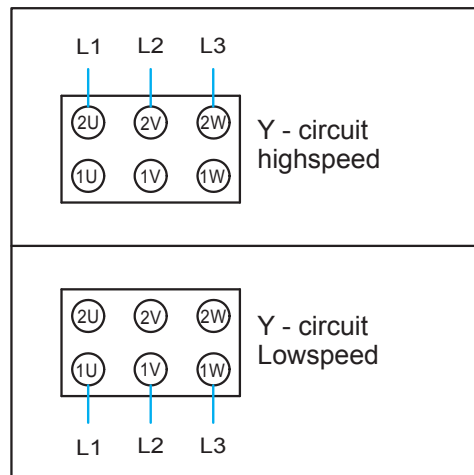 L1 L2 L3
2U 2V 2W
1U 1V 1W
Y - circuit
highspeed
2U 2V 2W
1U 1V 1W
Y - circuit
Lowspeed
L1 L2 L3